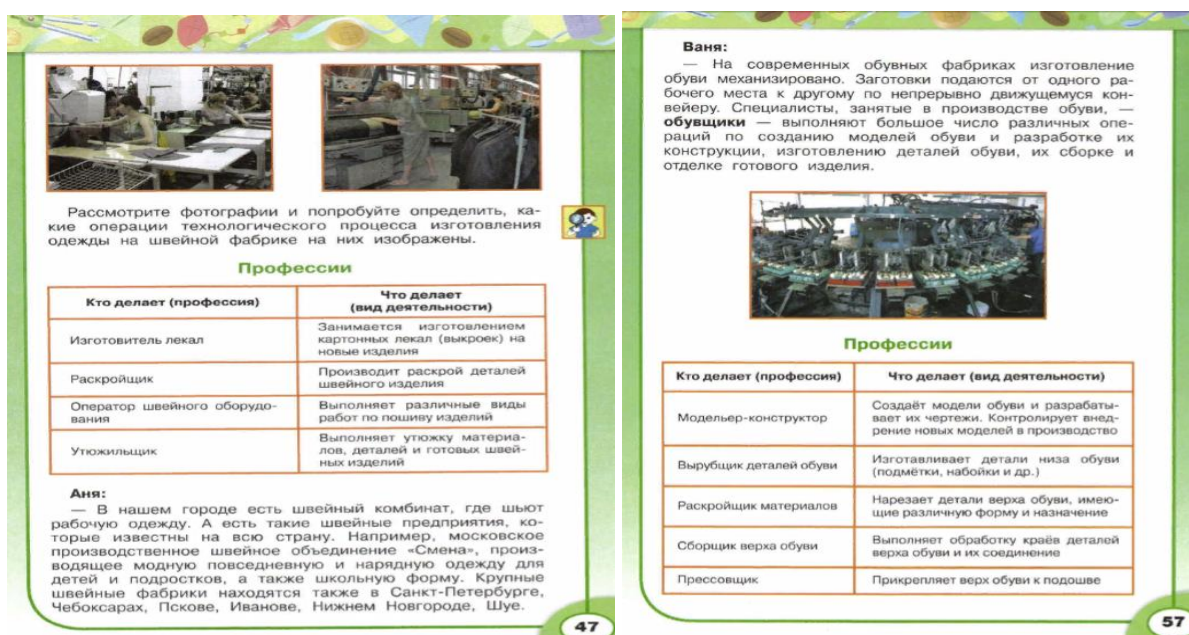 Рассмотрите фотографии и попробуйте определить, ка-
кие операции технологического процесса изготовления
одежды на швейной фабрике на них изображены.
Профессии
Кто делает (профессия)
Что делает
(вид деятельности)
Изготовитель лекал
Занимается изготовлением
картонных лекал (выкроек) на
новые изделия
Раскройщик
Производит раскрой деталей
швейного изделия
Оператор швейного оборудо-
вания
Выполняет различные виды
работ по пошиву изделий
Утюжильщик
Выполняет утюжку материа-
лов, деталей и готовых швей-
ных изделий
Аня:
— В нашем городе есть швейный комбинат, где шьют
рабочую одежду. А есть такие швейные предприятия, ко-
торые известны на всю страну. Например, московское
производственное швейное объединение «Смена», произ-
водящее модную повседневную и нарядную одежду для
детей и подростков, а также школьную форму. Крупные
швейные фабрики находятся также в Санкт-Петербурге,
Чебоксарах, Пскове, Иванове, Нижнем Новгороде, Шуе.
47
Ваня:
— На современных обувных фабриках изготовление
обуви механизировано. Заготовки подаются от одного ра-
бочего места к другому по непрерывно движущемуся кон-
вейеру. Специалисты, занятые в производстве обуви, —
обувщики — выполняют большое число различных опе-
раций по созданию моделей обуви и разработке их
конструкции, изготовлению деталей обуви, их сборке и
отделке готового изделия.
Профессии
Кто делает (профессия)
Что делает (вид деятельности)
Модельер-конструктор
Создаёт модели обуви и разрабаты-
вает их чертежи. Контролирует внед-
рение новых моделей в производство
Вырубщик деталей обуви
Изготавливает детали низа обуви
(подмётки, набойки и др.)
Раскройщик материалов
Нарезает детали верха обуви, имею-
щие различную форму и назначение
Сборщик верха обуви
Выполняет обработку краёв деталей
верха обуви и их соединение
Прессовщик
Прикрепляет верх обуви к подошве
57